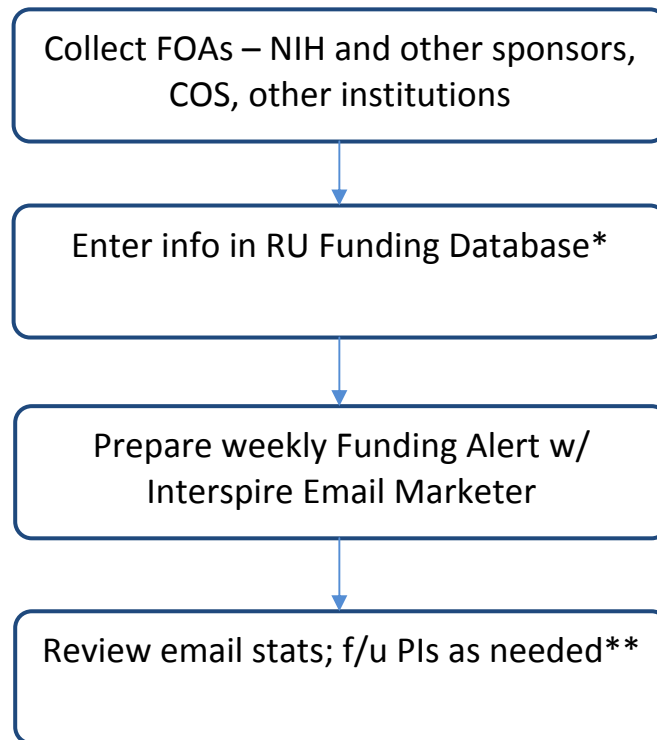 Collect FOAs – NIH and other sponsors,
COS, other institutions
Enter info in RU Funding Database*
Prepare weekly Funding Alert w/
Interspire Email Marketer
Review email stats; f/u PIs as needed**